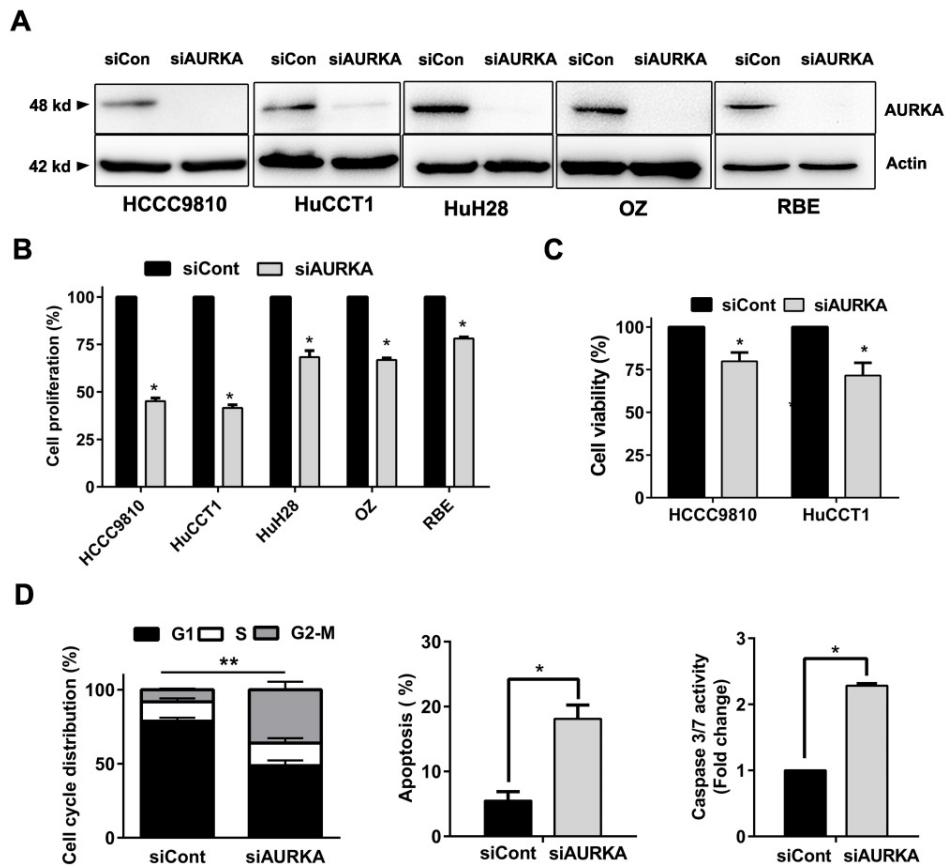 A
siCon siAURKA siCon siAURKA siCon siAURKA siCon siAURKA siCon siAURKA
48 kd
AURKA
42 kd
Actin
HCCC9810 HuCCT1 HuH28 OZ RBE
B
siCont siAURKA
Cell proliferation (%)
100
75
50
25
0
* * * * *
HCCC9810 HuCCT1 HuH28 OZ RBE
C
siCont siAURKA
Cell viability (%)
100
75
50
25
0
* *
*
HCCC9810 HuCCT1
D
G1 S G2-M
Cell cycle distribution (%)
100
50
0
**
siCont siAURKA
Apoptosis (%)
30
20
10
0
*
siCont siAURKA
Caspase 3/7 activity
(Fold change)
3
2
1
0
*
siCont siAURKA